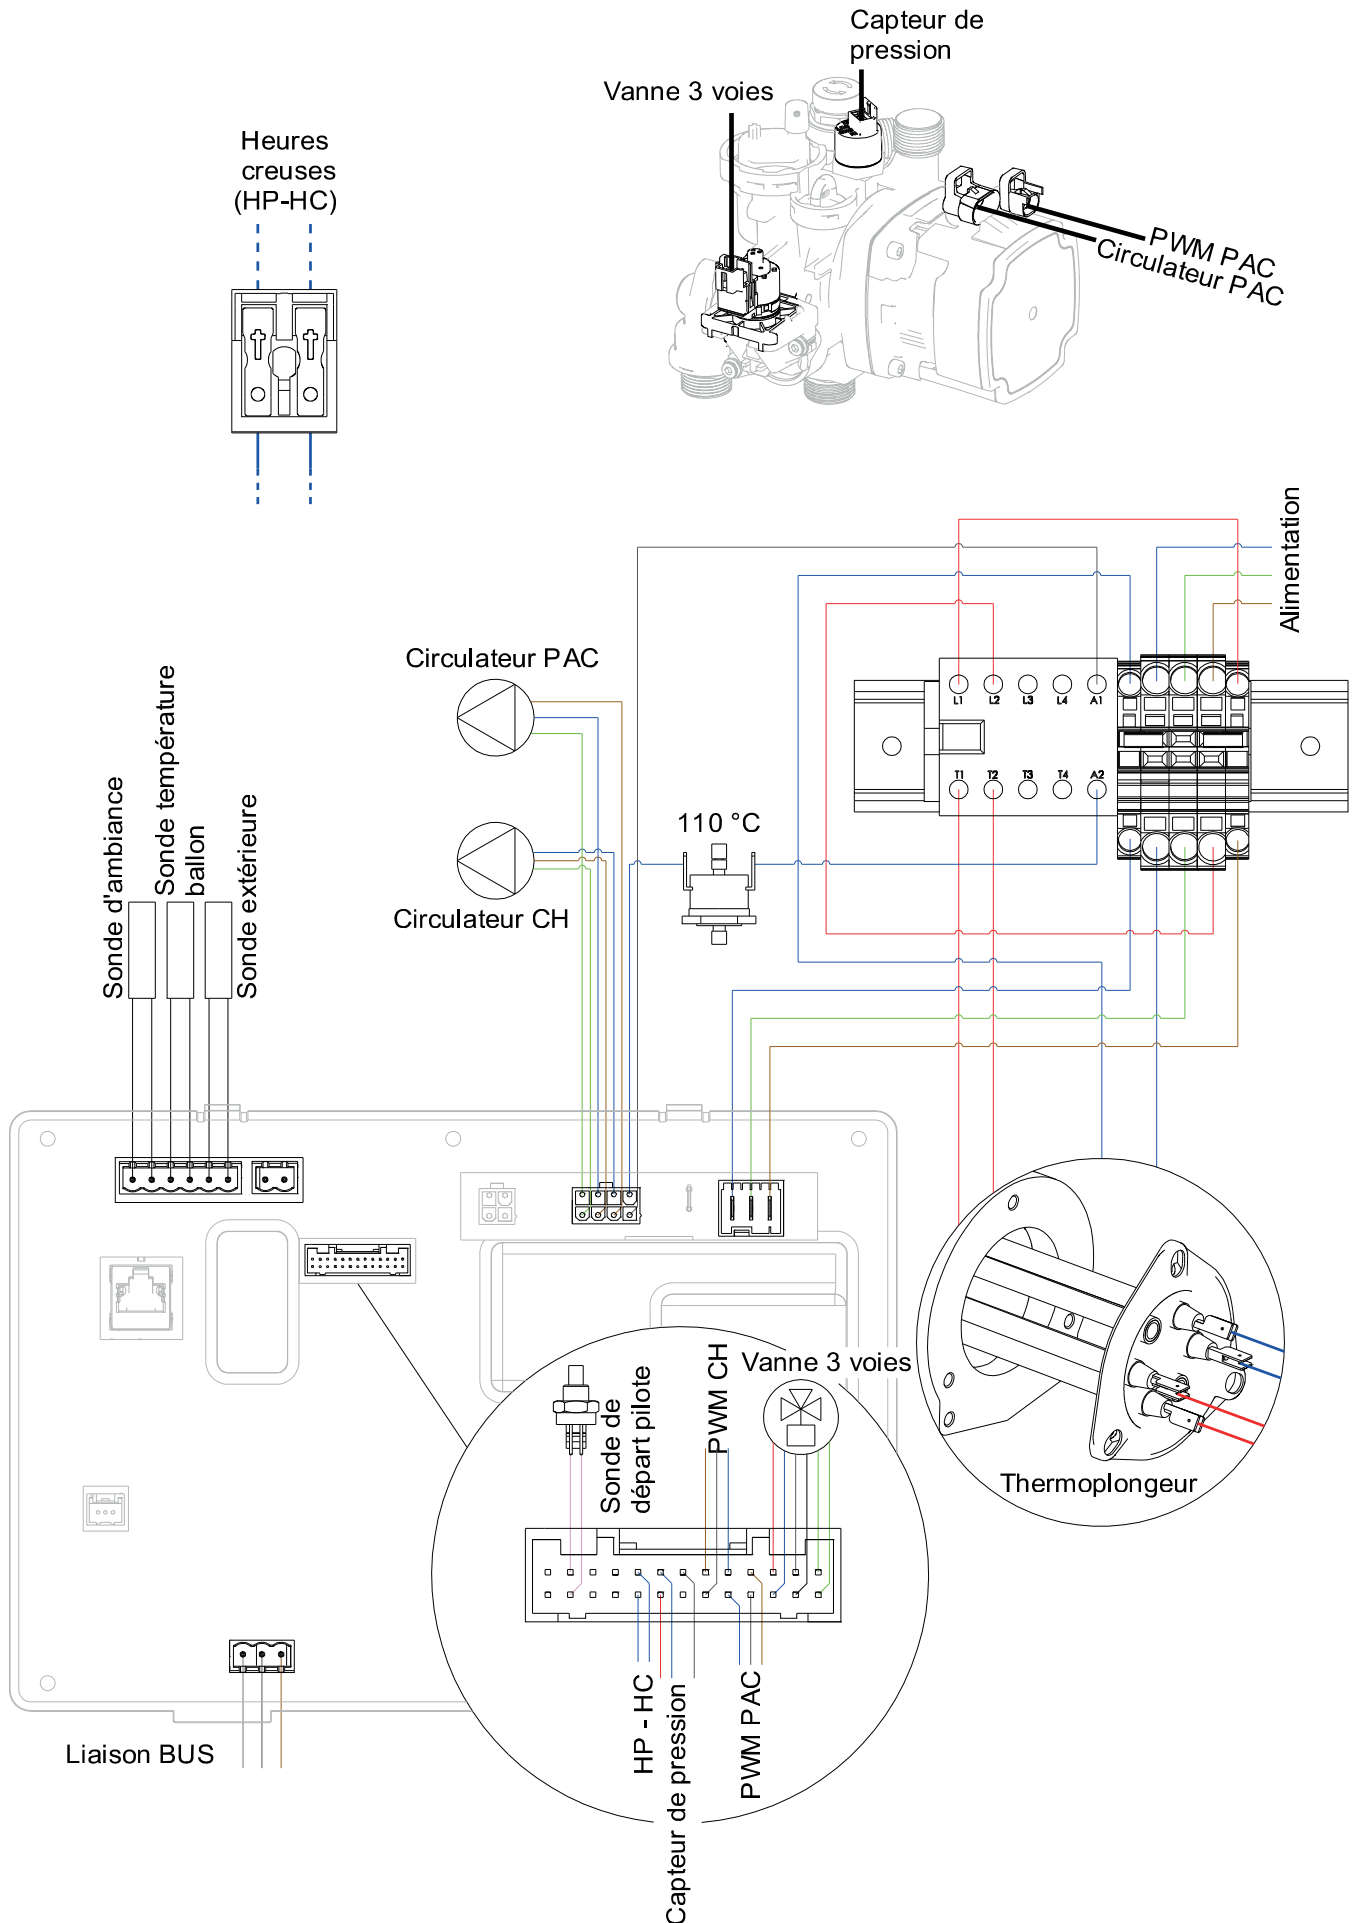 Capteur de
pression
Vanne 3 voies
Heures
creuses
(HP-HC)
PWM PAC
Circulateur PAC
Alimentation
Circulateur PAC
L1 L2 L3 L4 A1
T1 T2 T3 T4 A2
110 °C
Circulateur CH
Sonde d'ambiance
Sonde température
ballon
Sonde extérieure
Sonde de
départ pilote
PWM CH
Vanne 3 voies
Thermoplongeur
HP - HC
Capteur de pression
PWM PAC
Liaison BUS